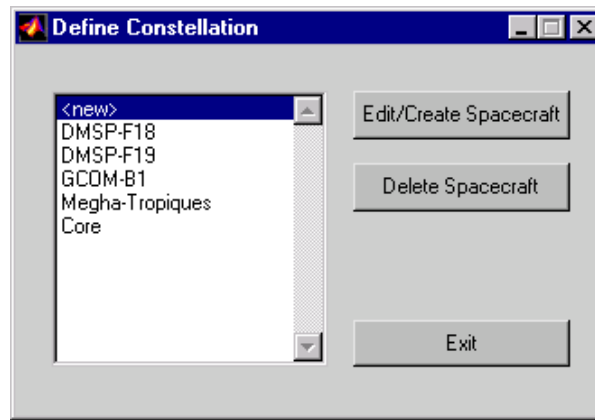 Define Constellation
<new>
DMSP-F18
DMSP-F19
GCOM-B1
Megha-Tropiques
Core
Edit/Create Spacecraft
Delete Spacecraft
Exit